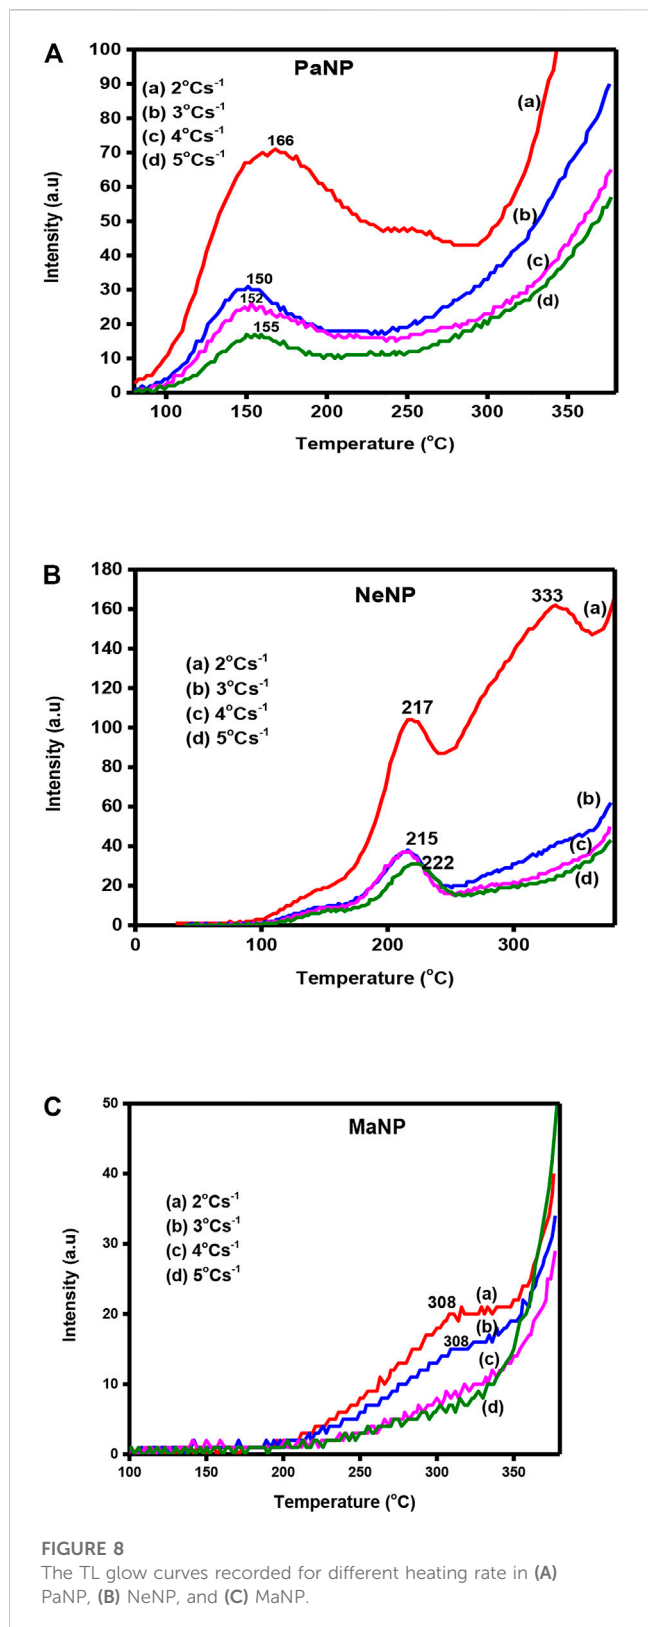 A
PaNP
(a) 2°Cs⁻¹
(b) 3°Cs⁻¹
(c) 4°Cs⁻¹
(d) 5°Cs⁻¹
100
90
80
70
60
50
40
30
20
10
0
Intensity (a.u)
166
150
152
155
(a)
(b)
(c)
(d)
100 150 200 250 300 350
Temperature (°C)
B
NeNP
(a) 2°Cs⁻¹
(b) 3°Cs⁻¹
(c) 4°Cs⁻¹
(d) 5°Cs⁻¹
180
160
140
120
100
80
60
40
20
0
Intensity (a.u)
333
217
215
222
(a)
(b)
(c)
(d)
0 100 200 300
Temperature (°C)
C
MaNP
(a) 2°Cs⁻¹
(b) 3°Cs⁻¹
(c) 4°Cs⁻¹
(d) 5°Cs⁻¹
50
40
30
20
10
0
Intensity (a.u)
308
308
(a)
(b)
(c)
(d)
100 150 200 250 300 350
Temperature (°C)
FIGURE 8
The TL glow curves recorded for different heating rate in (A)
PaNP, (B) NeNP, and (C) MaNP.